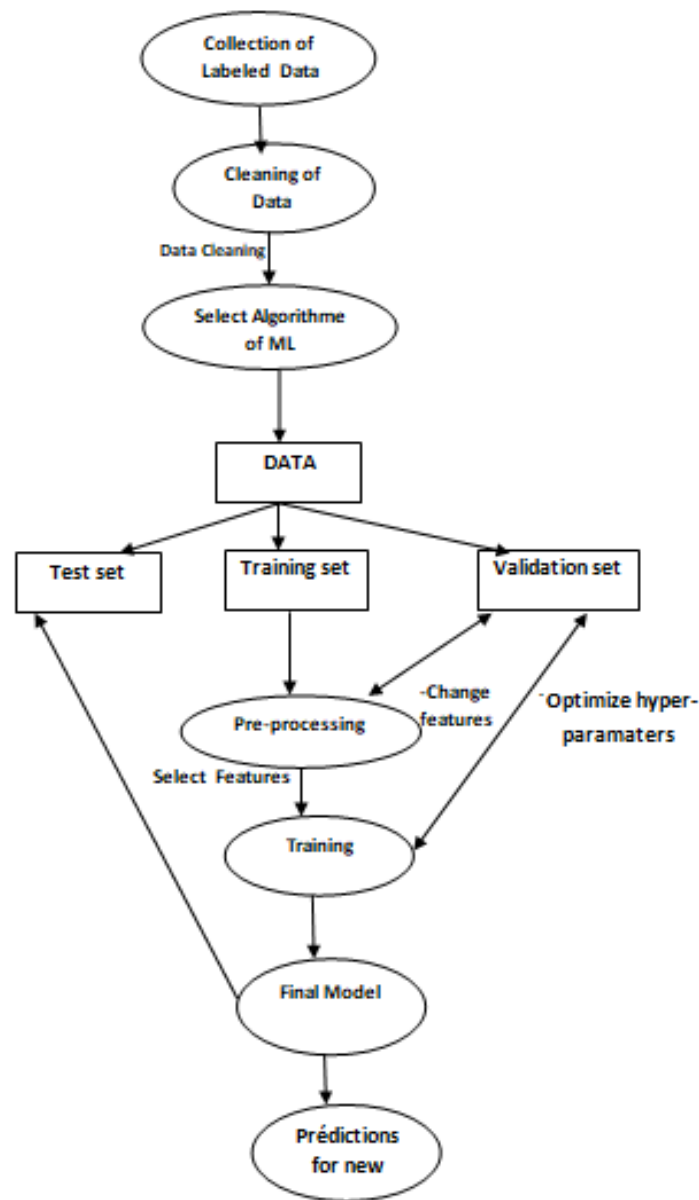 Collection of
Labeled Data
Cleaning of
Data
Data Cleaning
Select Algorithme
of ML
DATA
Test set
Training set
Validation set
-Change
features
-Optimize hyper-
paramaters
Pre-processing
Select Features
Training
Final Model
Prédictions
for new